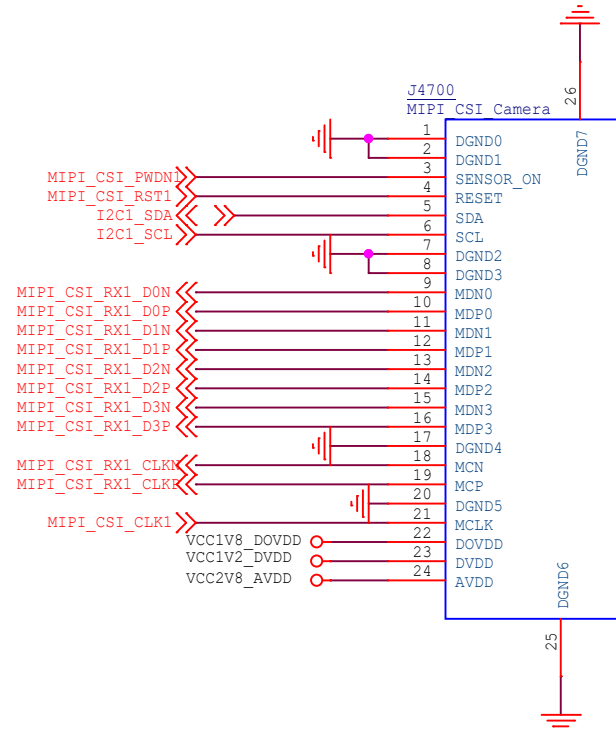 26
J4700
MIPI_CSI_Camera
DGND7
1 DGND0
2 DGND1
MIPI_CSI_PWDN1 3 SENSOR_ON
MIPI_CSI_RST1 4 RESET
I2C1_SDA 5 SDA
I2C1_SCL 6 SCL
7 DGND2
8 DGND3
MIPI_CSI_RX1_D0N 9 MDN0
MIPI_CSI_RX1_D0P 10 MDP0
MIPI_CSI_RX1_D1N 11 MDN1
MIPI_CSI_RX1_D1P 12 MDP1
MIPI_CSI_RX1_D2N 13 MDN2
MIPI_CSI_RX1_D2P 14 MDP2
MIPI_CSI_RX1_D3N 15 MDN3
MIPI_CSI_RX1_D3P 16 MDP3
17 DGND4
MIPI_CSI_RX1_CLKN 18 MCN
MIPI_CSI_RX1_CLKP 19 MCP
20 DGND5
MIPI_CSI_CLK1 21 MCLK
VCC1V8_DOVDD 22 DOVDD
VCC1V2_DVDD 23 DVDD
VCC2V8_AVDD 24 AVDD
DGND6
25